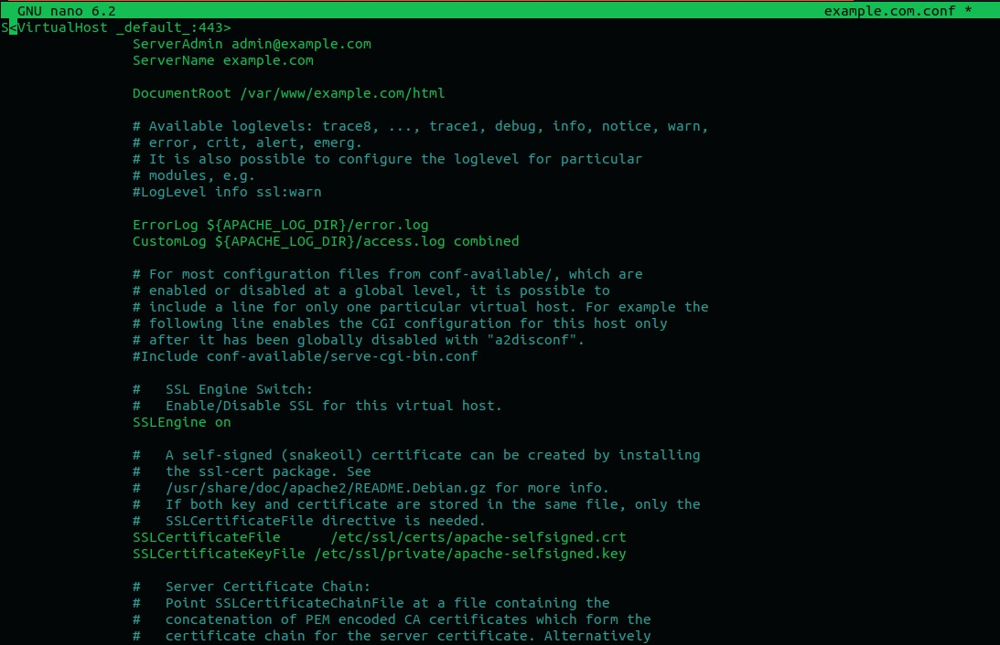 GNU nano 6.2 example.com.conf *
S<VirtualHost _default_:443>
ServerAdmin admin@example.com
ServerName example.com
DocumentRoot /var/www/example.com/html
# Available loglevels: trace8, ..., trace1, debug, info, notice, warn,
# error, crit, alert, emerg.
# It is also possible to configure the loglevel for particular
# modules, e.g.
#LogLevel info ssl:warn
ErrorLog ${APACHE_LOG_DIR}/error.log
CustomLog ${APACHE_LOG_DIR}/access.log combined
# For most configuration files from conf-available/, which are
# enabled or disabled at a global level, it is possible to
# include a line for only one particular virtual host. For example the
# following line enables the CGI configuration for this host only
# after it has been globally disabled with "a2disconf".
#Include conf-available/serve-cgi-bin.conf
#   SSL Engine Switch:
#   Enable/Disable SSL for this virtual host.
SSLEngine on
#   A self-signed (snakeoil) certificate can be created by installing
#   the ssl-cert package. See
#   /usr/share/doc/apache2/README.Debian.gz for more info.
#   If both key and certificate are stored in the same file, only the
#   SSLCertificateFile directive is needed.
SSLCertificateFile      /etc/ssl/certs/apache-selfsigned.crt
SSLCertificateKeyFile /etc/ssl/private/apache-selfsigned.key
#   Server Certificate Chain:
#   Point SSLCertificateChainFile at a file containing the
#   concatenation of PEM encoded CA certificates which form the
#   certificate chain for the server certificate. Alternatively